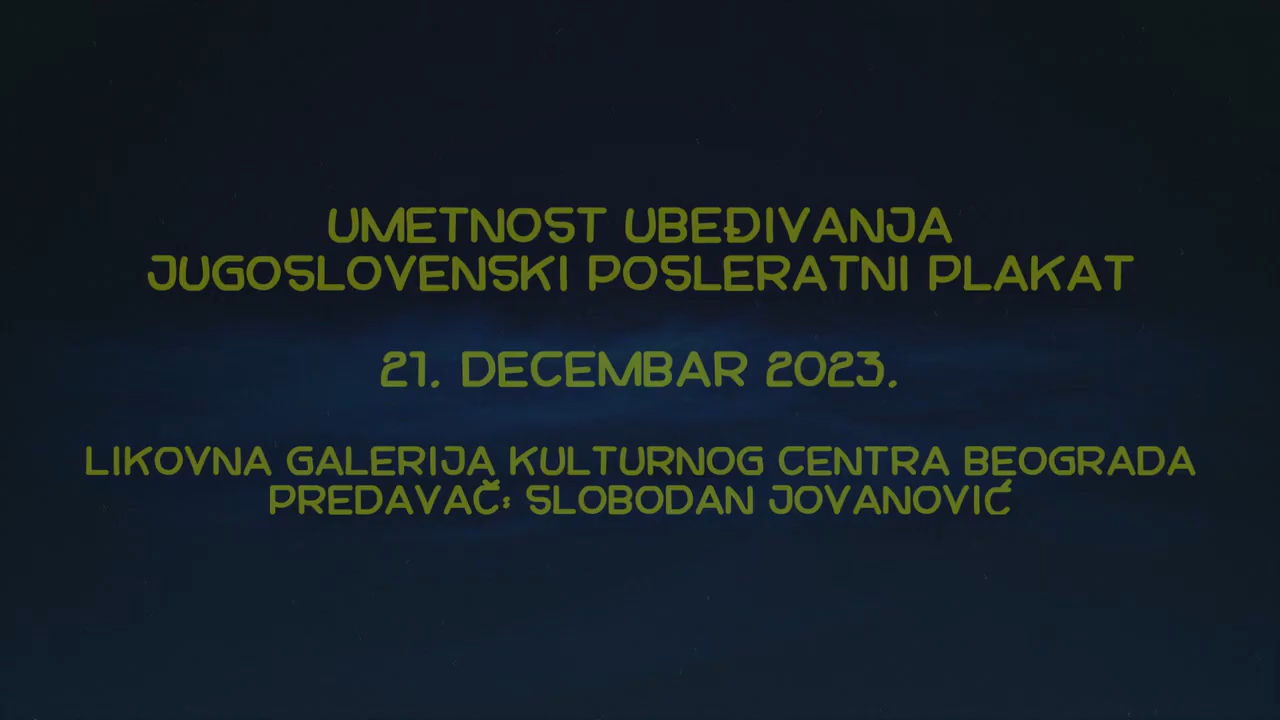 UMETNOST UBEĐIVANJA
JUGOSLOVENSKI POSLERATNI PLAKAT
21. DECEMBAR 2023.
LIKOVNA GALERIJA KULTURNOG CENTRA BEOGRADA
PREDAVAČ: SLOBODAN JOVANOVIĆ